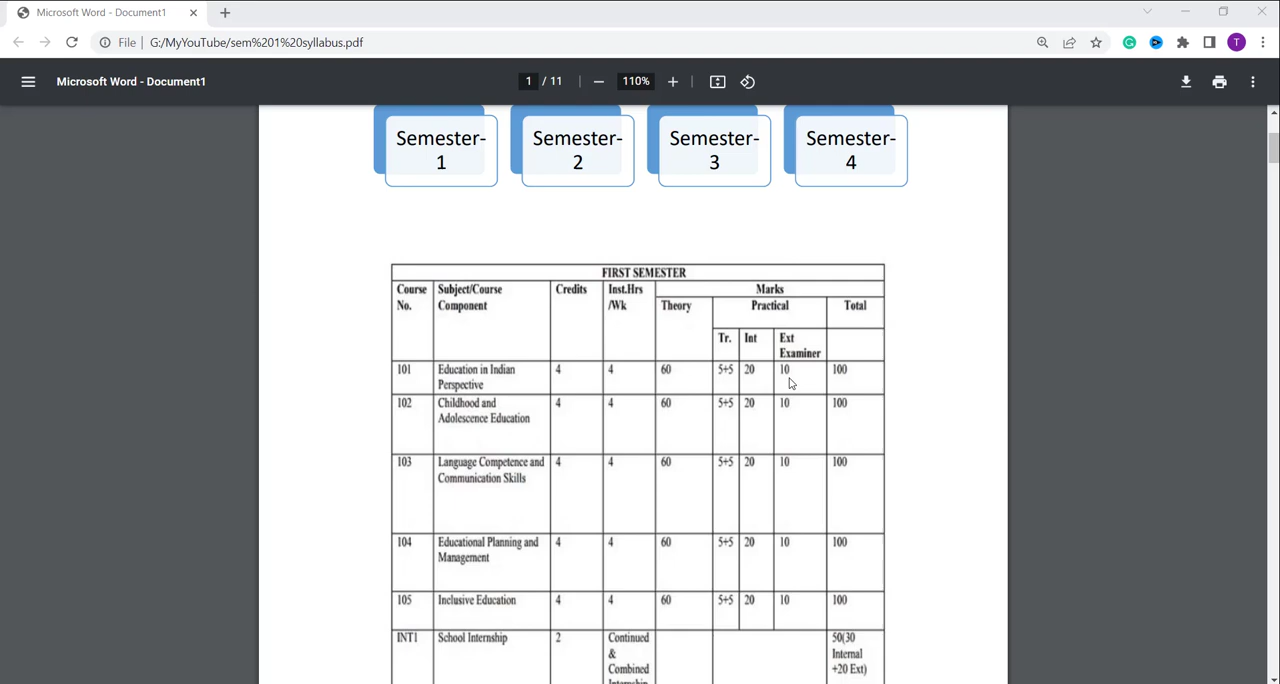 Microsoft Word - Document1
File G:/MyYouTube/sem%201%20syllabus.pdf
T
Microsoft Word - Document1
1 / 11
110%
Semester-
1
Semester-
2
Semester-
3
Semester-
4
FIRST SEMESTER
Course No. Subject/Course Component Credits Inst.Hrs /Wk Marks
Theory Practical Total
Tr. Int Ext Examiner
101 Education in Indian Perspective 4 4 60 5+5 20 10 100
102 Childhood and Adolescence Education 4 4 60 5+5 20 10 100
103 Language Competence and Communication Skills 4 4 60 5+5 20 10 100
104 Educational Planning and Management 4 4 60 5+5 20 10 100
105 Inclusive Education 4 4 60 5+5 20 10 100
INT1 School Internship 2 Continued & Combined 50(30 Internal +20 Ext)